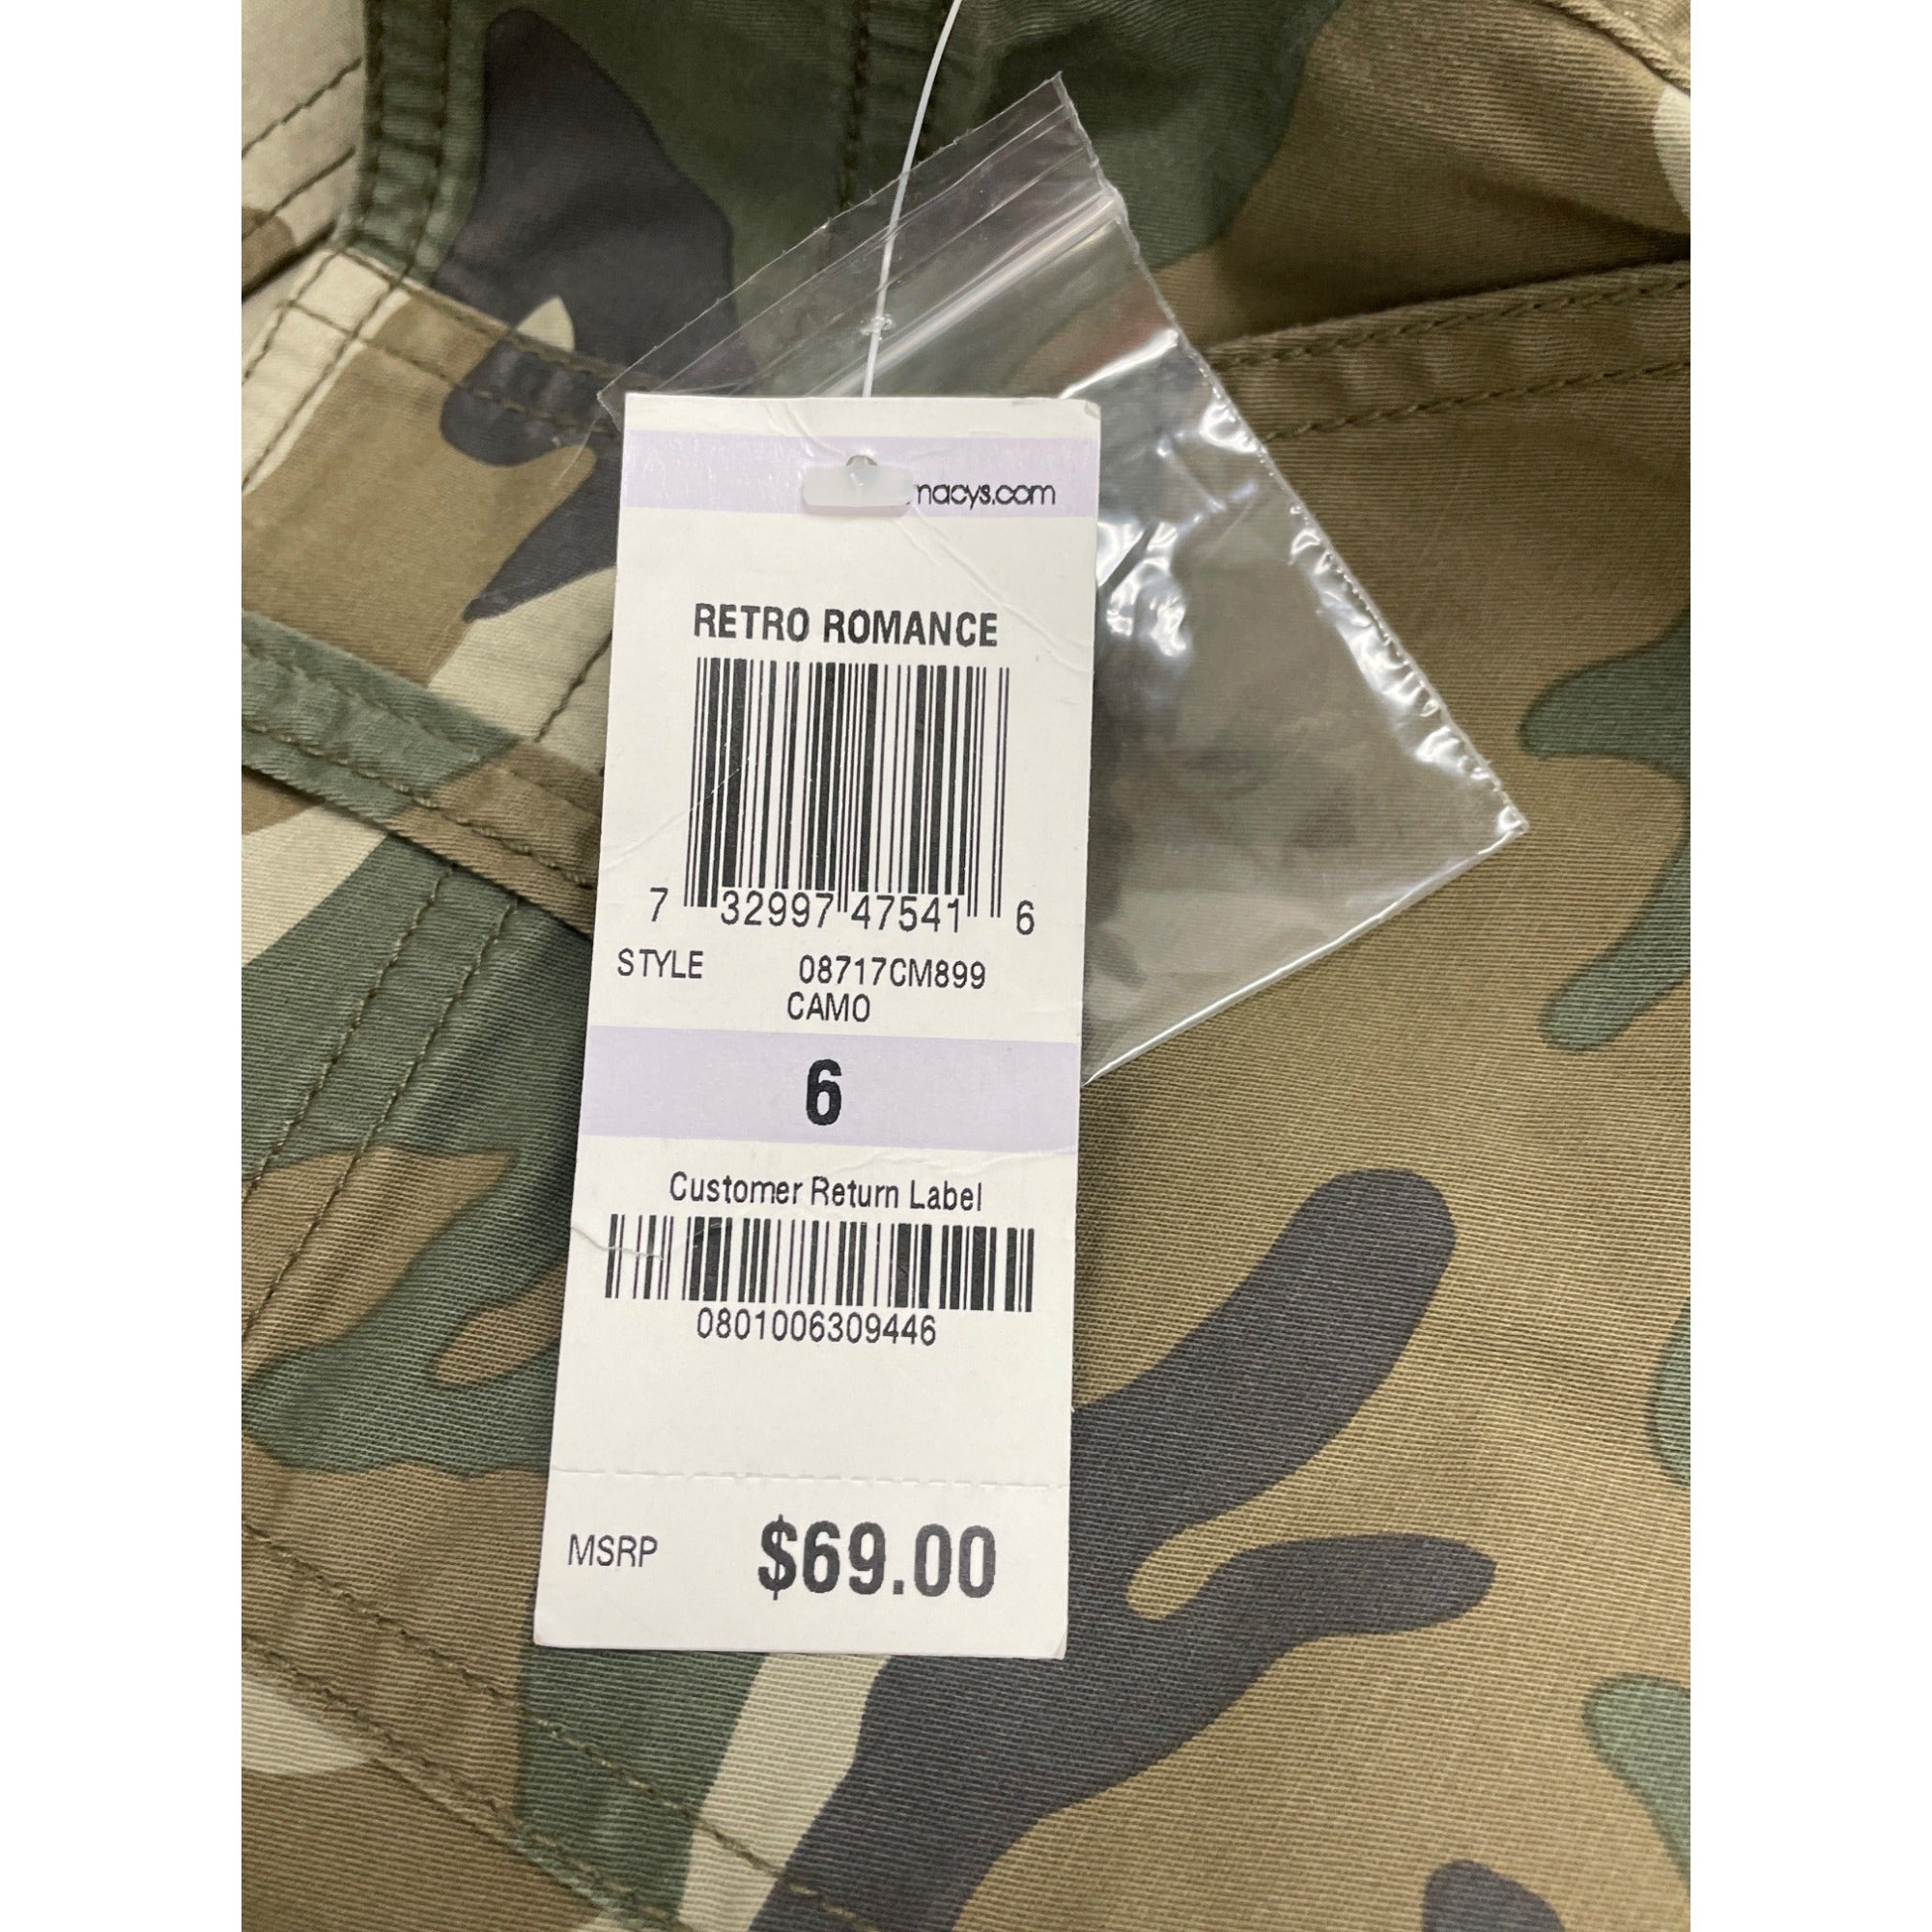 macys.com
RETRO ROMANCE
7 32997 47541 6
STYLE 08717CM899
CAMO
6
Customer Return Label
0801006309446
MSRP $69.00